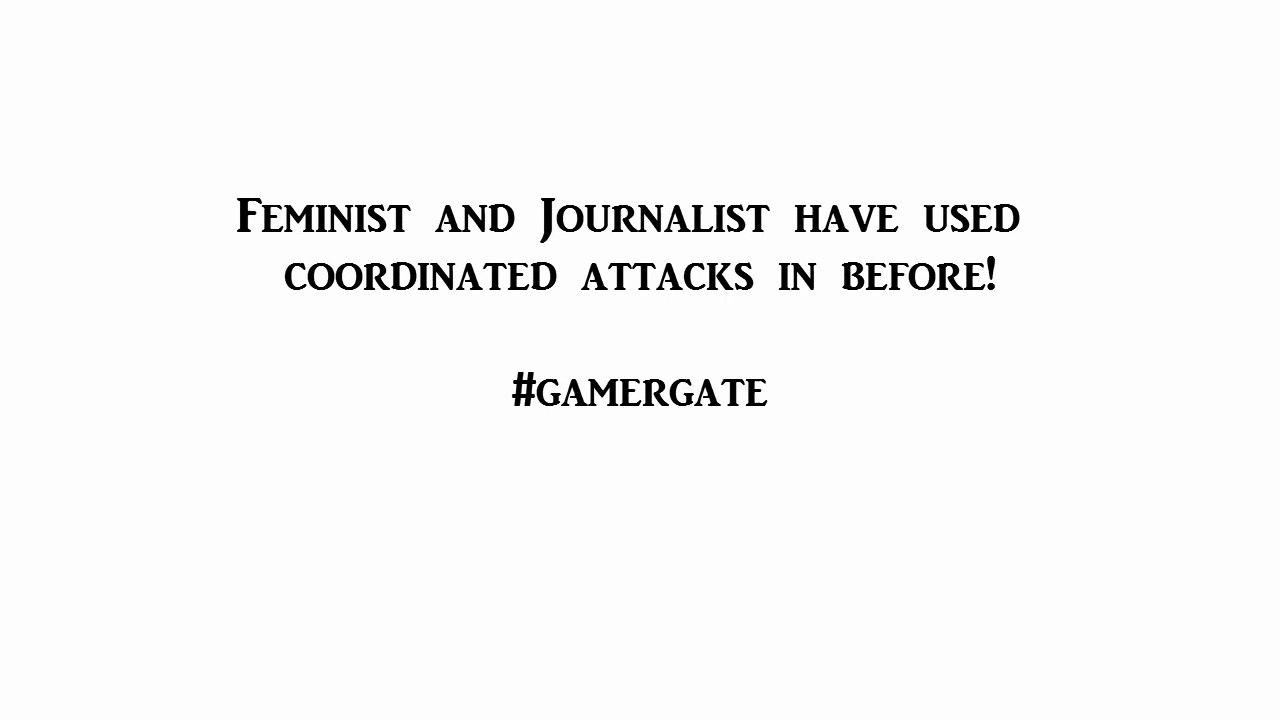 Feminist and Journalist have used
coordinated attacks in before!
#gamergate